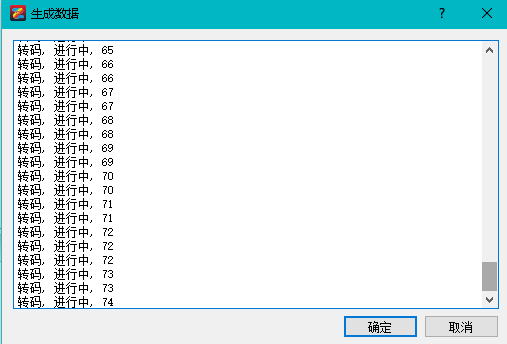 生成数据
?
转码, 进行中, 65
转码, 进行中, 66
转码, 进行中, 66
转码, 进行中, 67
转码, 进行中, 67
转码, 进行中, 68
转码, 进行中, 68
转码, 进行中, 69
转码, 进行中, 69
转码, 进行中, 70
转码, 进行中, 70
转码, 进行中, 71
转码, 进行中, 71
转码, 进行中, 72
转码, 进行中, 72
转码, 进行中, 72
转码, 进行中, 73
转码, 进行中, 73
转码, 进行中, 74
确定 取消